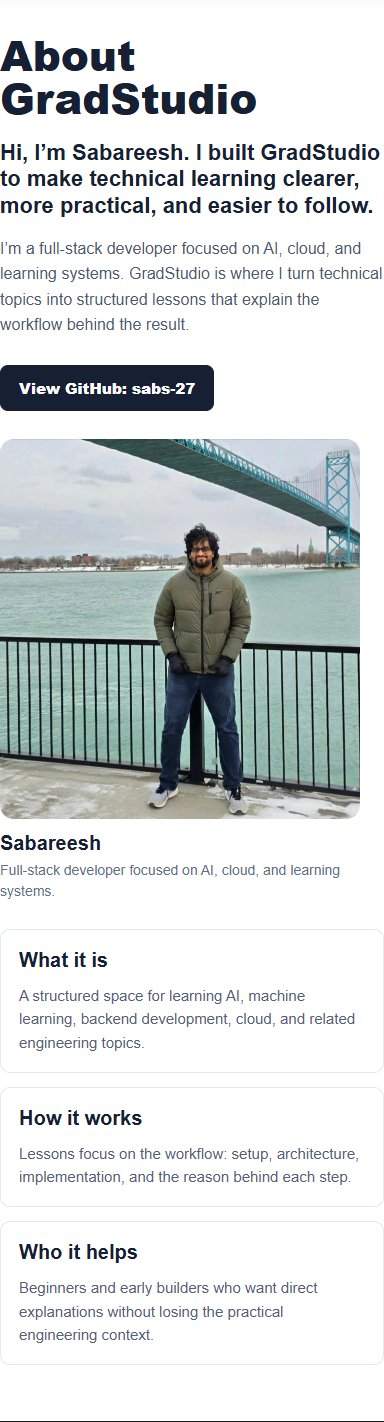 About
GradStudio
Hi, I’m Sabareesh. I built GradStudio
to make technical learning clearer,
more practical, and easier to follow.
I’m a full-stack developer focused on AI, cloud, and
learning systems. GradStudio is where I turn technical
topics into structured lessons that explain the
workflow behind the result.
View GitHub: sabs-27
Sabareesh
Full-stack developer focused on AI, cloud, and learning
systems.
What it is
A structured space for learning AI, machine
learning, backend development, cloud, and related
engineering topics.
How it works
Lessons focus on the workflow: setup, architecture,
implementation, and the reason behind each step.
Who it helps
Beginners and early builders who want direct
explanations without losing the practical
engineering context.